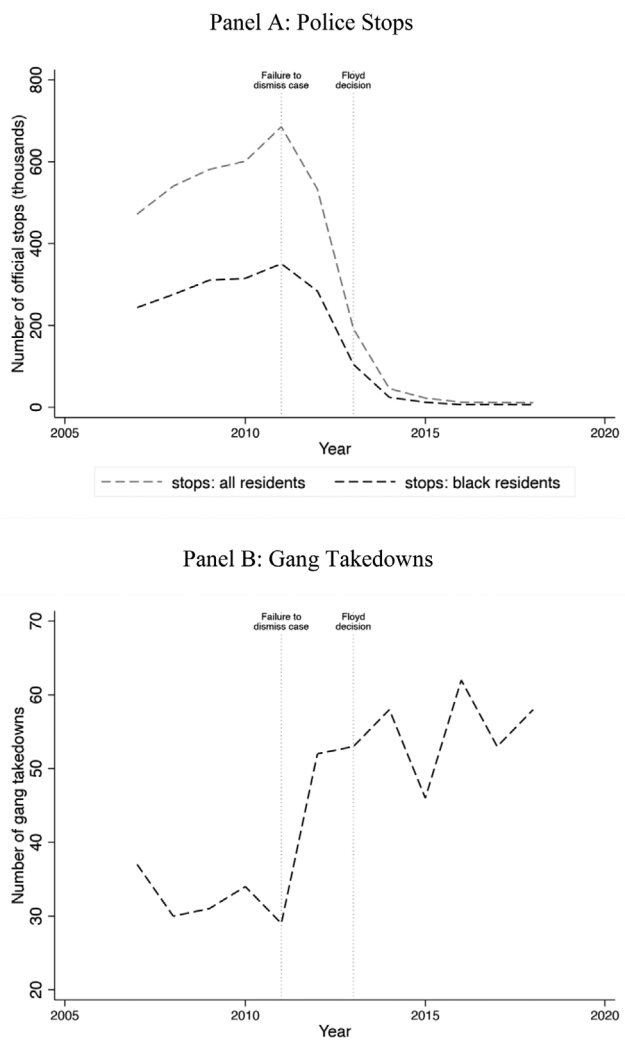 Panel A: Police Stops
Failure to
dismiss case
Floyd
decision
Number of official stops (thousands)
800
600
400
200
0
2005
2010
2015
2020
Year
stops: all residents
stops: black residents
Panel B: Gang Takedowns
Failure to
dismiss case
Floyd
decision
Number of gang takedowns
70
60
50
40
30
20
2005
2010
2015
2020
Year